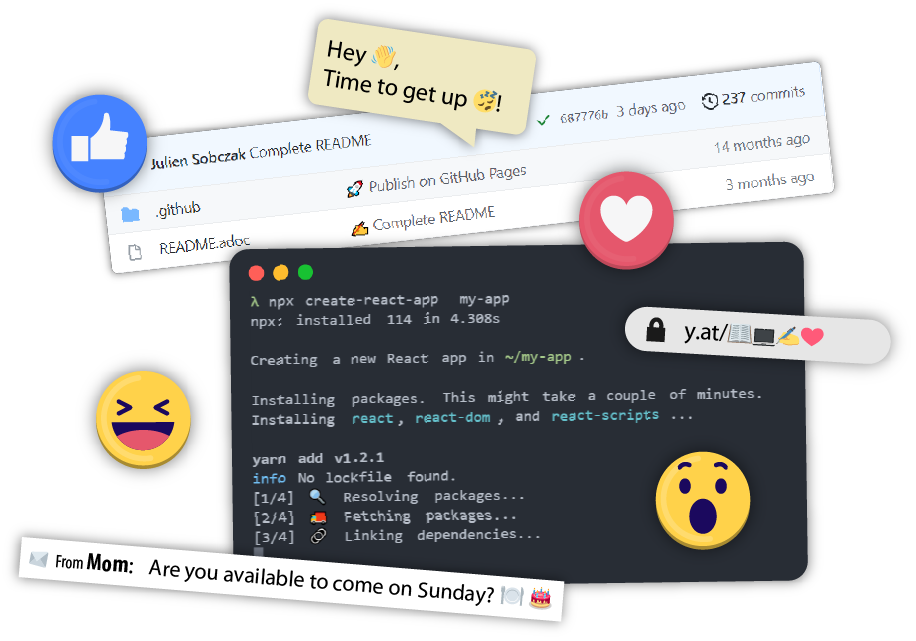 Hey 👋,
Time to get up 😴!
Julien Sobczak Complete README
✓ 687776b 3 days ago 237 commits
.github 🚀 Publish on GitHub Pages 14 months ago
README.adoc ✍ Complete README 3 months ago
λ npx create-react-app my-app
npx: installed 114 in 4.308s
Creating a new React app in ~/my-app .
Installing packages. This might take a couple of minutes.
Installing react, react-dom , and react-scripts ...
yarn add v1.2.1
info No lockfile found.
[1/4] 🔍 Resolving packages...
[2/4] 🚚 Fetching packages...
[3/4] 🔗 Linking dependencies...
y.at/📖💻✍❤
From Mom: Are you available to come on Sunday? 🍽 🎂